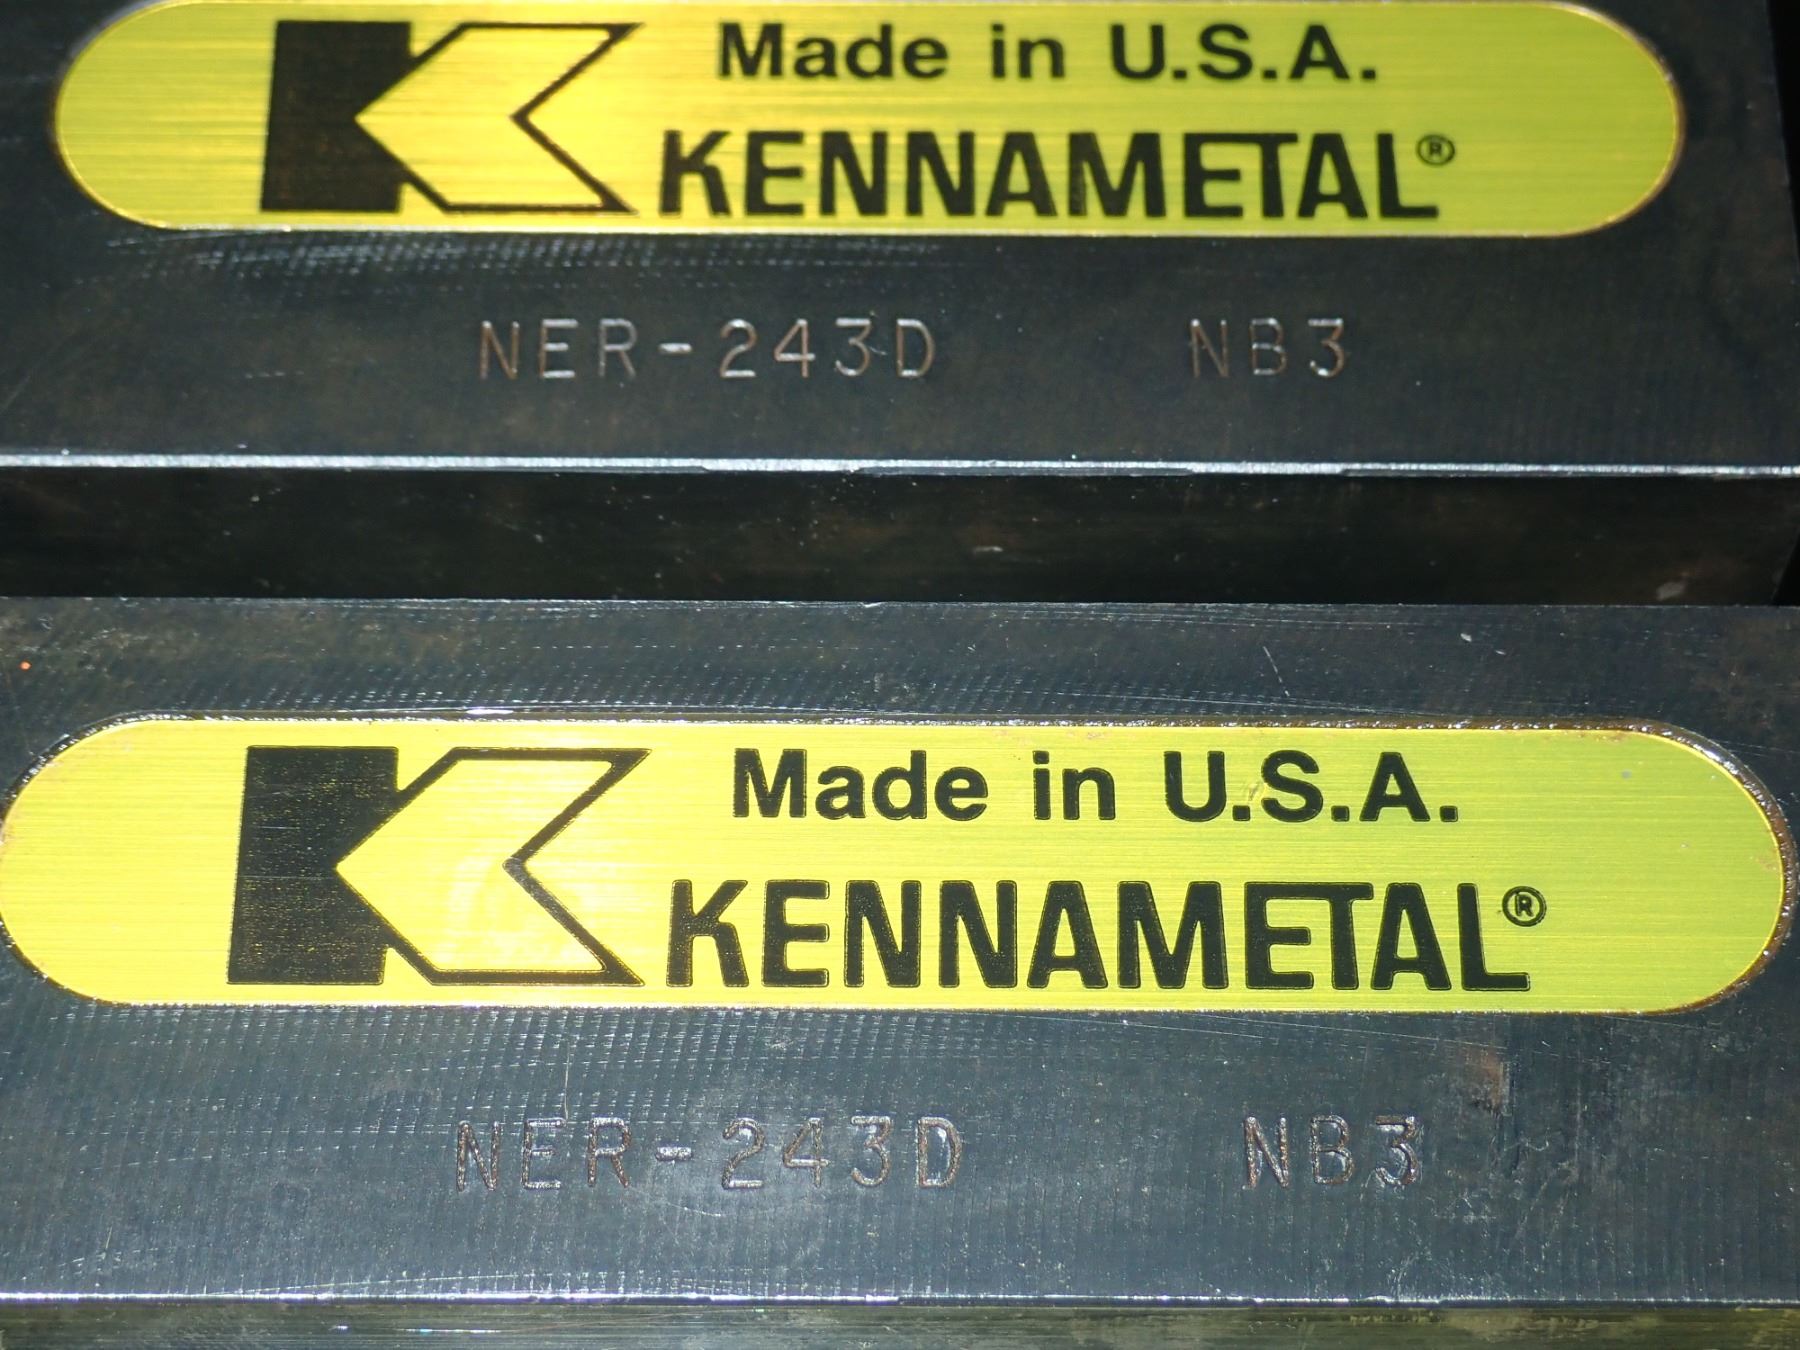 Made in U.S.A.
KENNAMETAL®
NER-243D NB3
Made in U.S.A.
KENNAMETAL®
NER-243D NB3